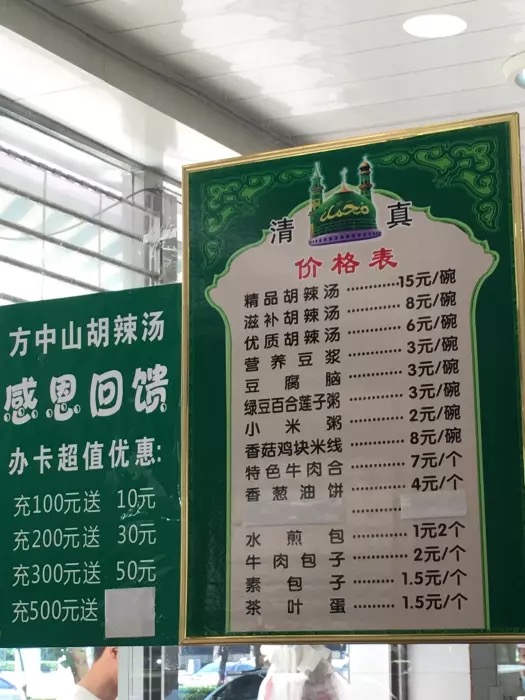 方中山胡辣汤
感恩回馈
办卡超值优惠:
充100元送 10元
充200元送 30元
充300元送 50元
充500元送
清真
价格表
精品胡辣汤············15元/碗
滋补胡辣汤············8元/碗
优质胡辣汤············6元/碗
营养豆浆············3元/碗
豆腐脑············3元/碗
绿豆百合莲子粥············3元/碗
小米粥············2元/碗
香菇鸡块米线············8元/碗
特色牛肉合············7元/个
香葱油饼············4元/个
水煎包············1元2个
牛肉包子············2元/个
素包子············1.5元/个
茶叶蛋············1.5元/个